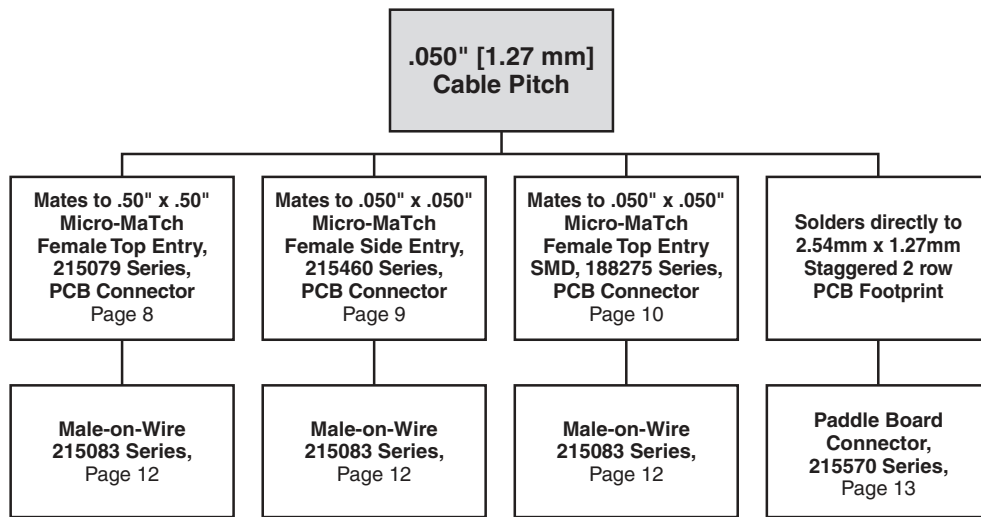 .050" [1.27 mm]
Cable Pitch
Mates to .50" x .50"
Micro-MaTch
Female Top Entry,
215079 Series,
PCB Connector
Page 8
Mates to .050" x .050"
Micro-MaTch
Female Side Entry,
215460 Series,
PCB Connector
Page 9
Mates to .050" x .050"
Micro-MaTch
Female Top Entry
SMD, 188275 Series,
PCB Connector
Page 10
Solders directly to
2.54mm x 1.27mm
Staggered 2 row
PCB Footprint
Male-on-Wire
215083 Series,
Page 12
Male-on-Wire
215083 Series,
Page 12
Male-on-Wire
215083 Series,
Page 12
Paddle Board
Connector,
215570 Series,
Page 13